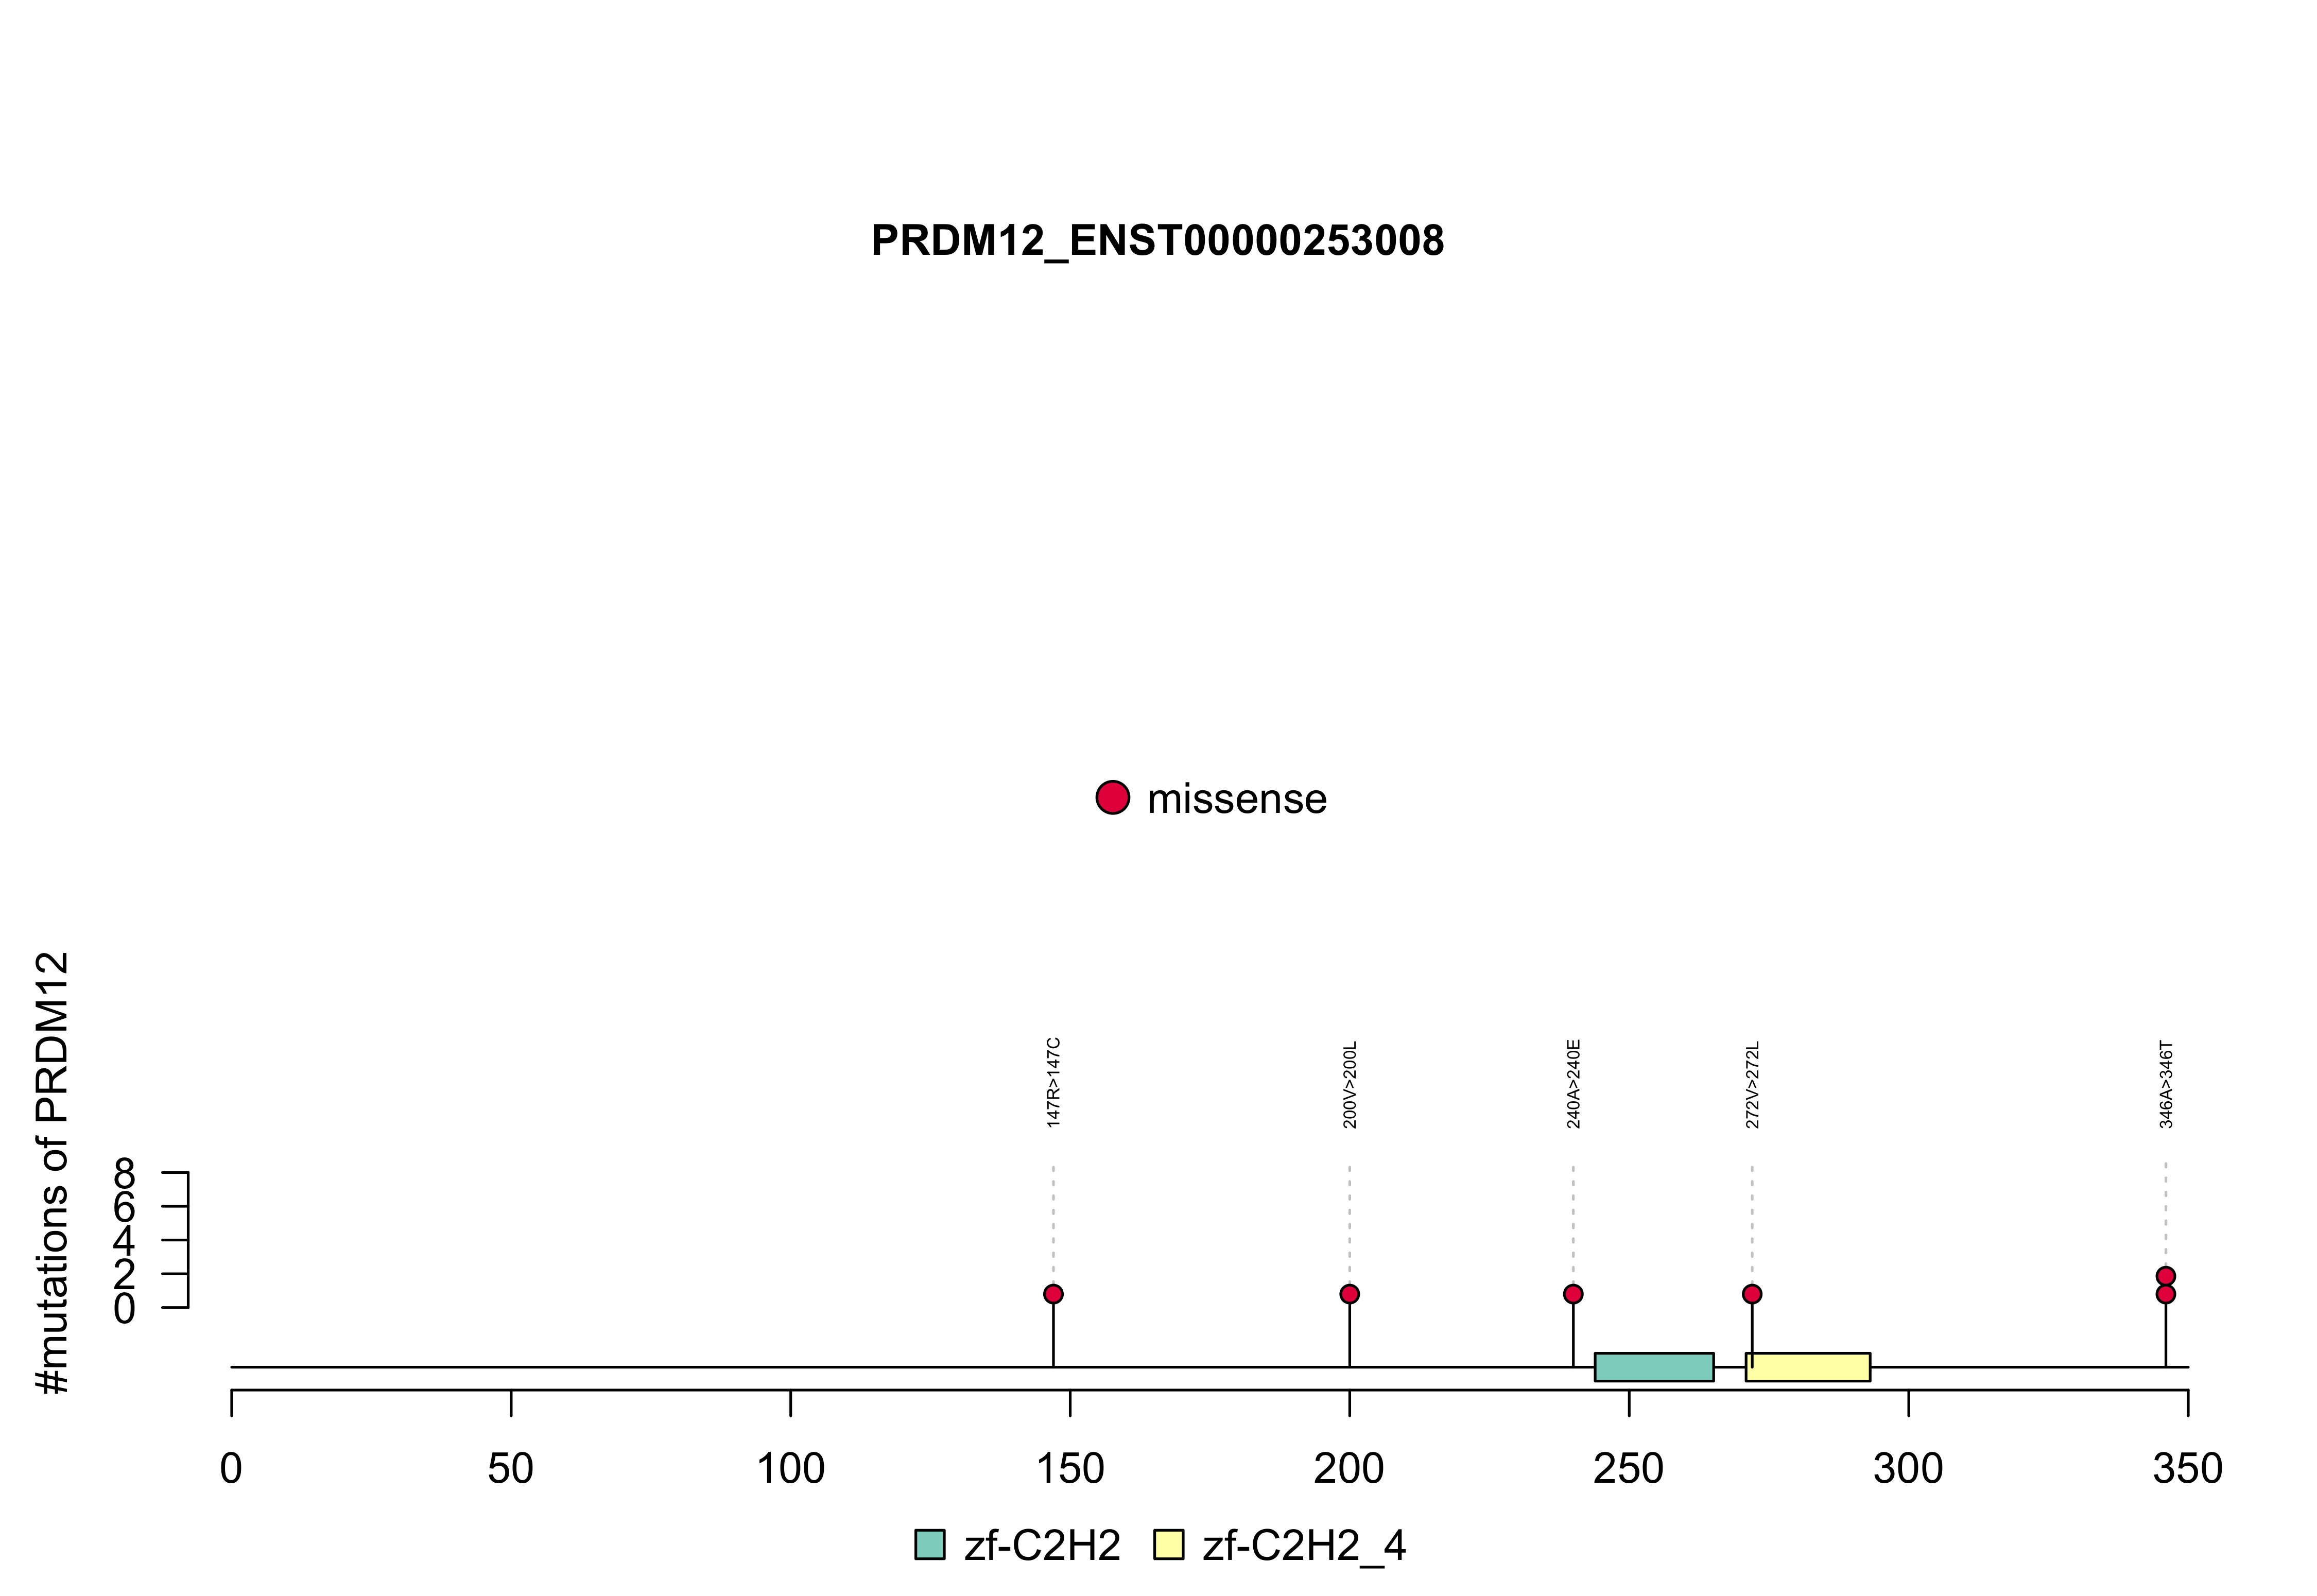 PRDM12_ENST00000253008
missense
#mutations of PRDM12
147R>147C
200V>200L
240A>240E
272V>272L
346A>346T
8
6
4
2
0
0 50 100 150 200 250 300 350
zf-C2H2 zf-C2H2_4